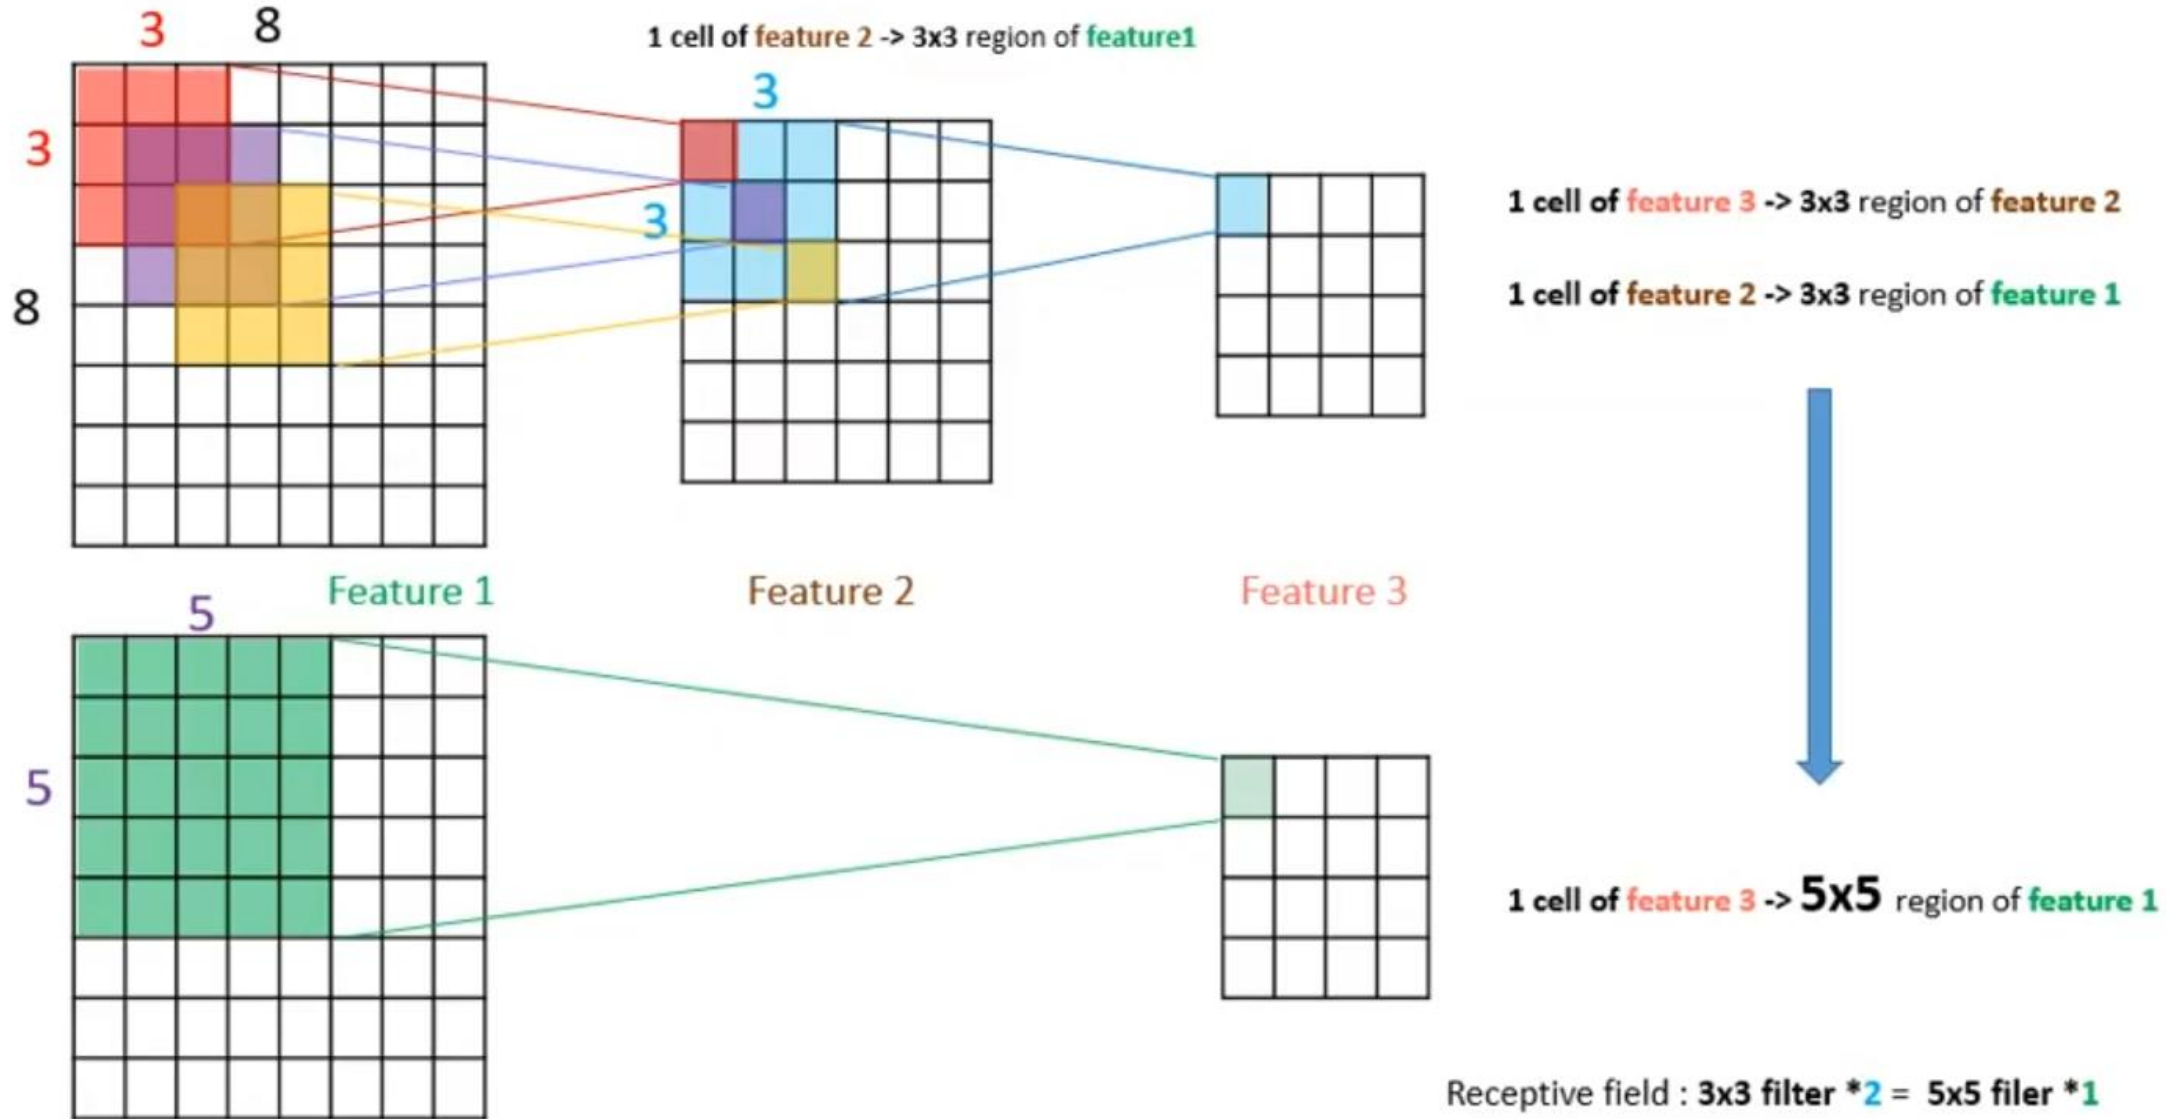 3 8
1 cell of feature 2 -> 3x3 region of feature1
3
3
3
8
1 cell of feature 3 -> 3x3 region of feature 2
1 cell of feature 2 -> 3x3 region of feature 1
Feature 1 Feature 2 Feature 3
5
5
1 cell of feature 3 -> 5x5 region of feature 1
Receptive field : 3x3 filter *2 = 5x5 filer *1